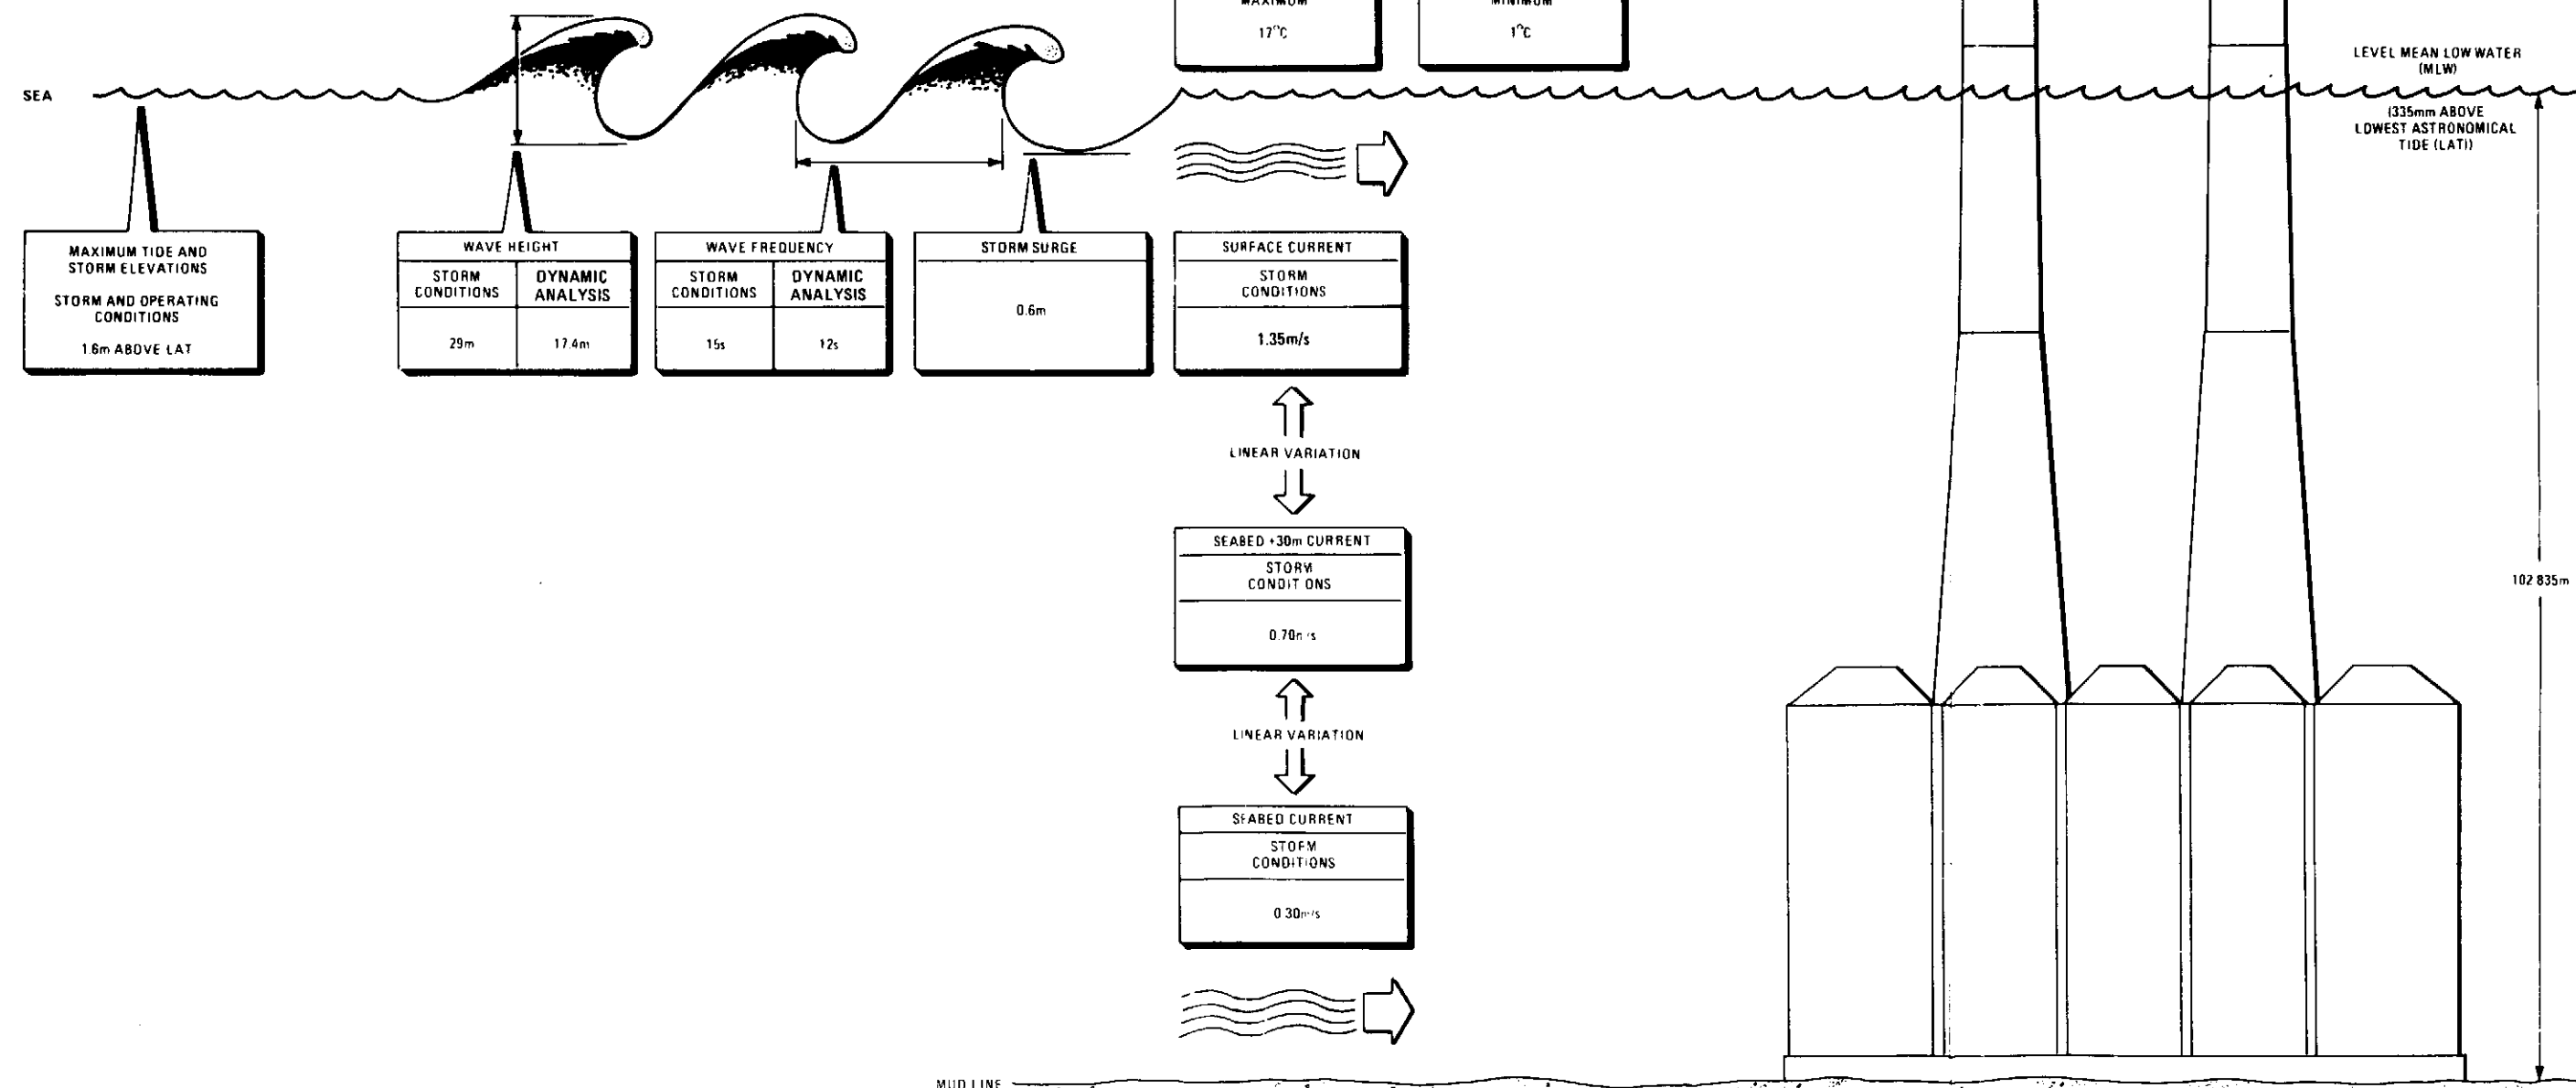 MAXIMUM
17°C
MINIMUM
1°C
LEVEL MEAN LOW WATER
(MLW)
SEA
(335mm ABOVE
LOWEST ASTRONOMICAL
TIDE (LAT))
MAXIMUM TIDE AND
STORM ELEVATIONS
STORM AND OPERATING
CONDITIONS
1.6m ABOVE LAT
WAVE HEIGHT
STORM
CONDITIONS
DYNAMIC
ANALYSIS
29m
17.4m
WAVE FREQUENCY
STORM
CONDITIONS
DYNAMIC
ANALYSIS
15s
12s
STORM SURGE
0.6m
SURFACE CURRENT
STORM
CONDITIONS
1.35m/s
LINEAR VARIATION
SEABED +30m CURRENT
STORM
CONDITIONS
0.70m/s
102 835m
LINEAR VARIATION
SEABED CURRENT
STORM
CONDITIONS
0 30m/s
MUD LINE